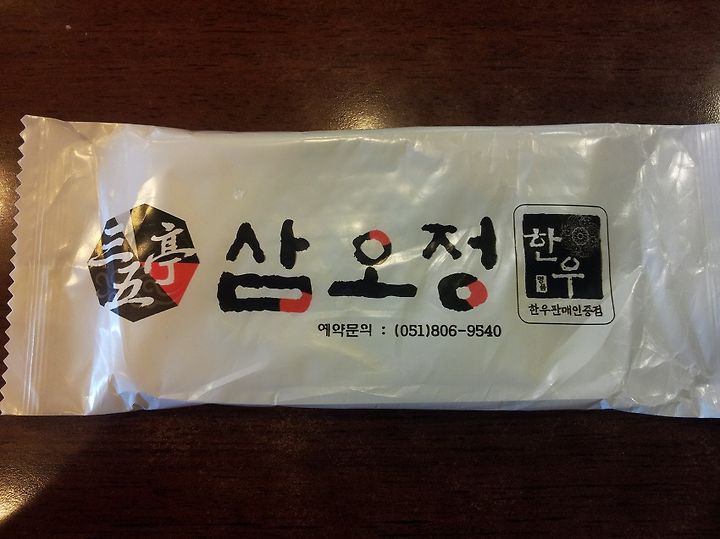 三五亭
삼오정
예약문의 : (051)806-9540
한우
한우판매인증점